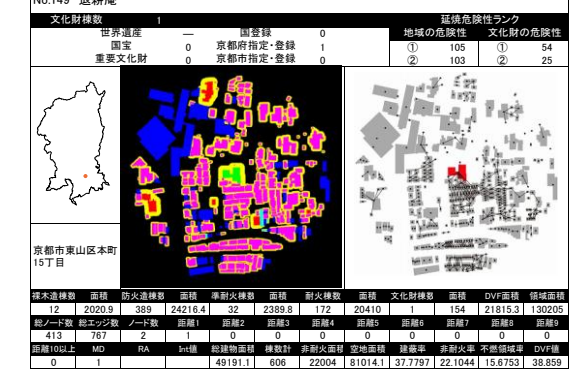 No.149 退耕庵
文化財棟数 1 延焼危険性ランク
世界遺産 — 国登録 0 地域の危険性 文化財の危険性
国宝 0 京都府指定・登録 1 ① 105 ① 54
重要文化財 0 京都市指定・登録 0 ② 103 ② 25
京都市東山区本町
15丁目
裸木造棟数 面積 防火造棟数 面積 準耐火棟数 面積 耐火棟数 面積 文化財棟数 面積 DVF面積 領域面積
12 2020.9 389 24216.4 32 2389.8 172 20410 1 154 21815.3 130205
総ノード数 総エッジ数 ノード数 距離1 距離2 距離3 距離4 距離5 距離6 距離7 距離8 距離9
413 767 2 1 0 0 0 0 0 0 0 0
距離10以上 MD RA Int値 総建物面積 棟数計 非耐火面積 空地面積 建蔽率 非耐火率 不燃領域率 DVF値
0 1 49191.1 606 22004 81014.1 37.7797 22.1044 15.6753 38.859